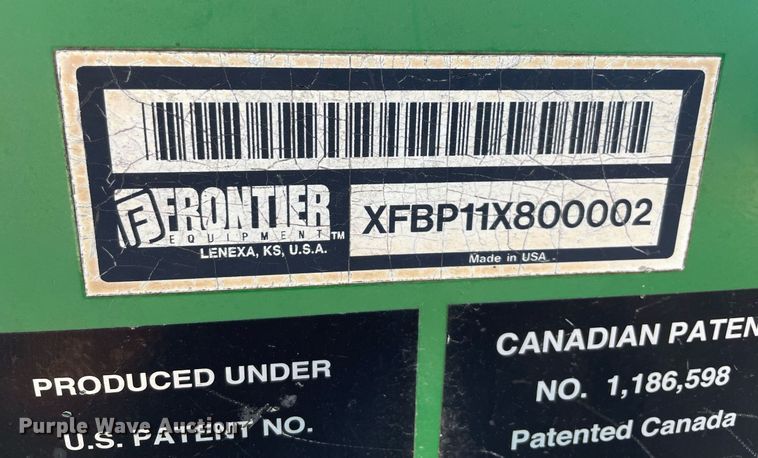 FRONTIER
EQUIPMENT™
LENEXA, KS, U.S.A.
XFBP11X800002
Made in USA
PRODUCED UNDER
U.S. PATENT NO.
CANADIAN PATEN
NO. 1,186,598
Patented Canada
Purple Wave Auction